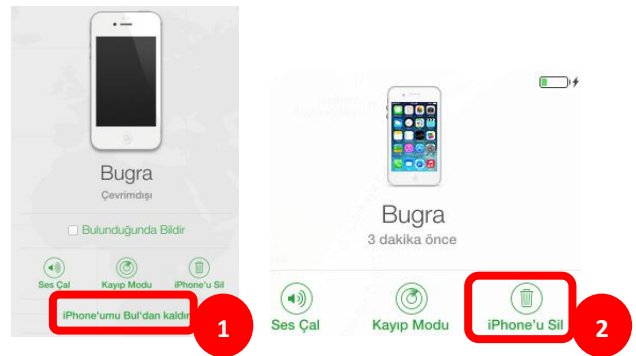 Bugra
Çevrimdışı
Bulunduğunda Bildir
Ses Çal
Kayıp Modu
iPhone'u Sil
iPhone'umu Bul'dan kaldır
1
Bugra
3 dakika önce
Ses Çal
Kayıp Modu
iPhone'u Sil
2